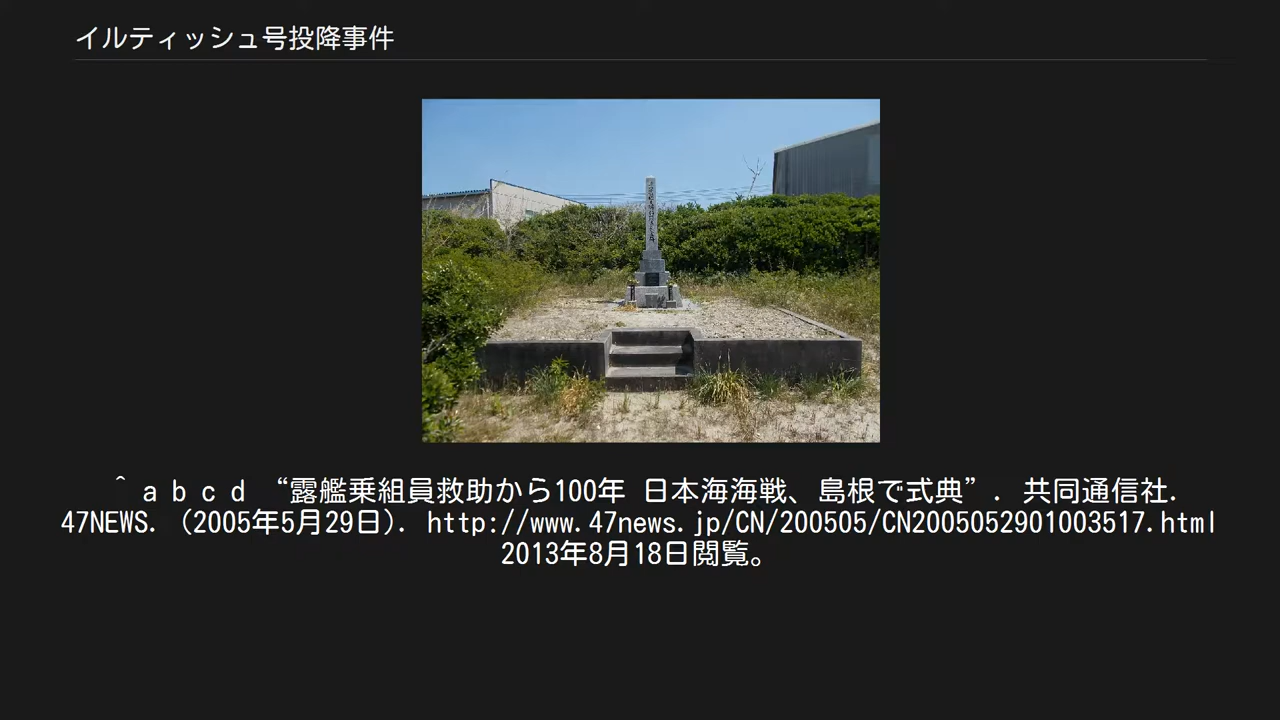 イルティッシュ号投降事件
^ a b c d “露艦乗組員救助から100年 日本海海戦、島根で式典”. 共同通信社.
47NEWS. (2005年5月29日). http://www.47news.jp/CN/200505/CN2005052901003517.html
2013年8月18日閲覧。